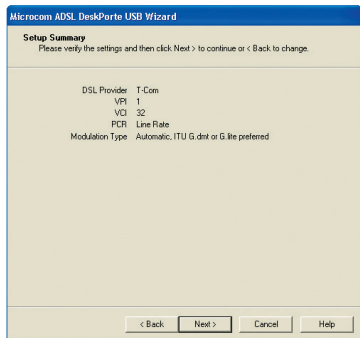 Microcom ADSL DeskPorte USB Wizard
Setup Summary
Please verify the settings and then click Next > to continue or < Back to change.
DSL Provider T-Com
VPI 1
VCI 32
PCR Line Rate
Modulation Type Automatic, ITU G.dmt or G.lite preferred
< Back Next > Cancel Help